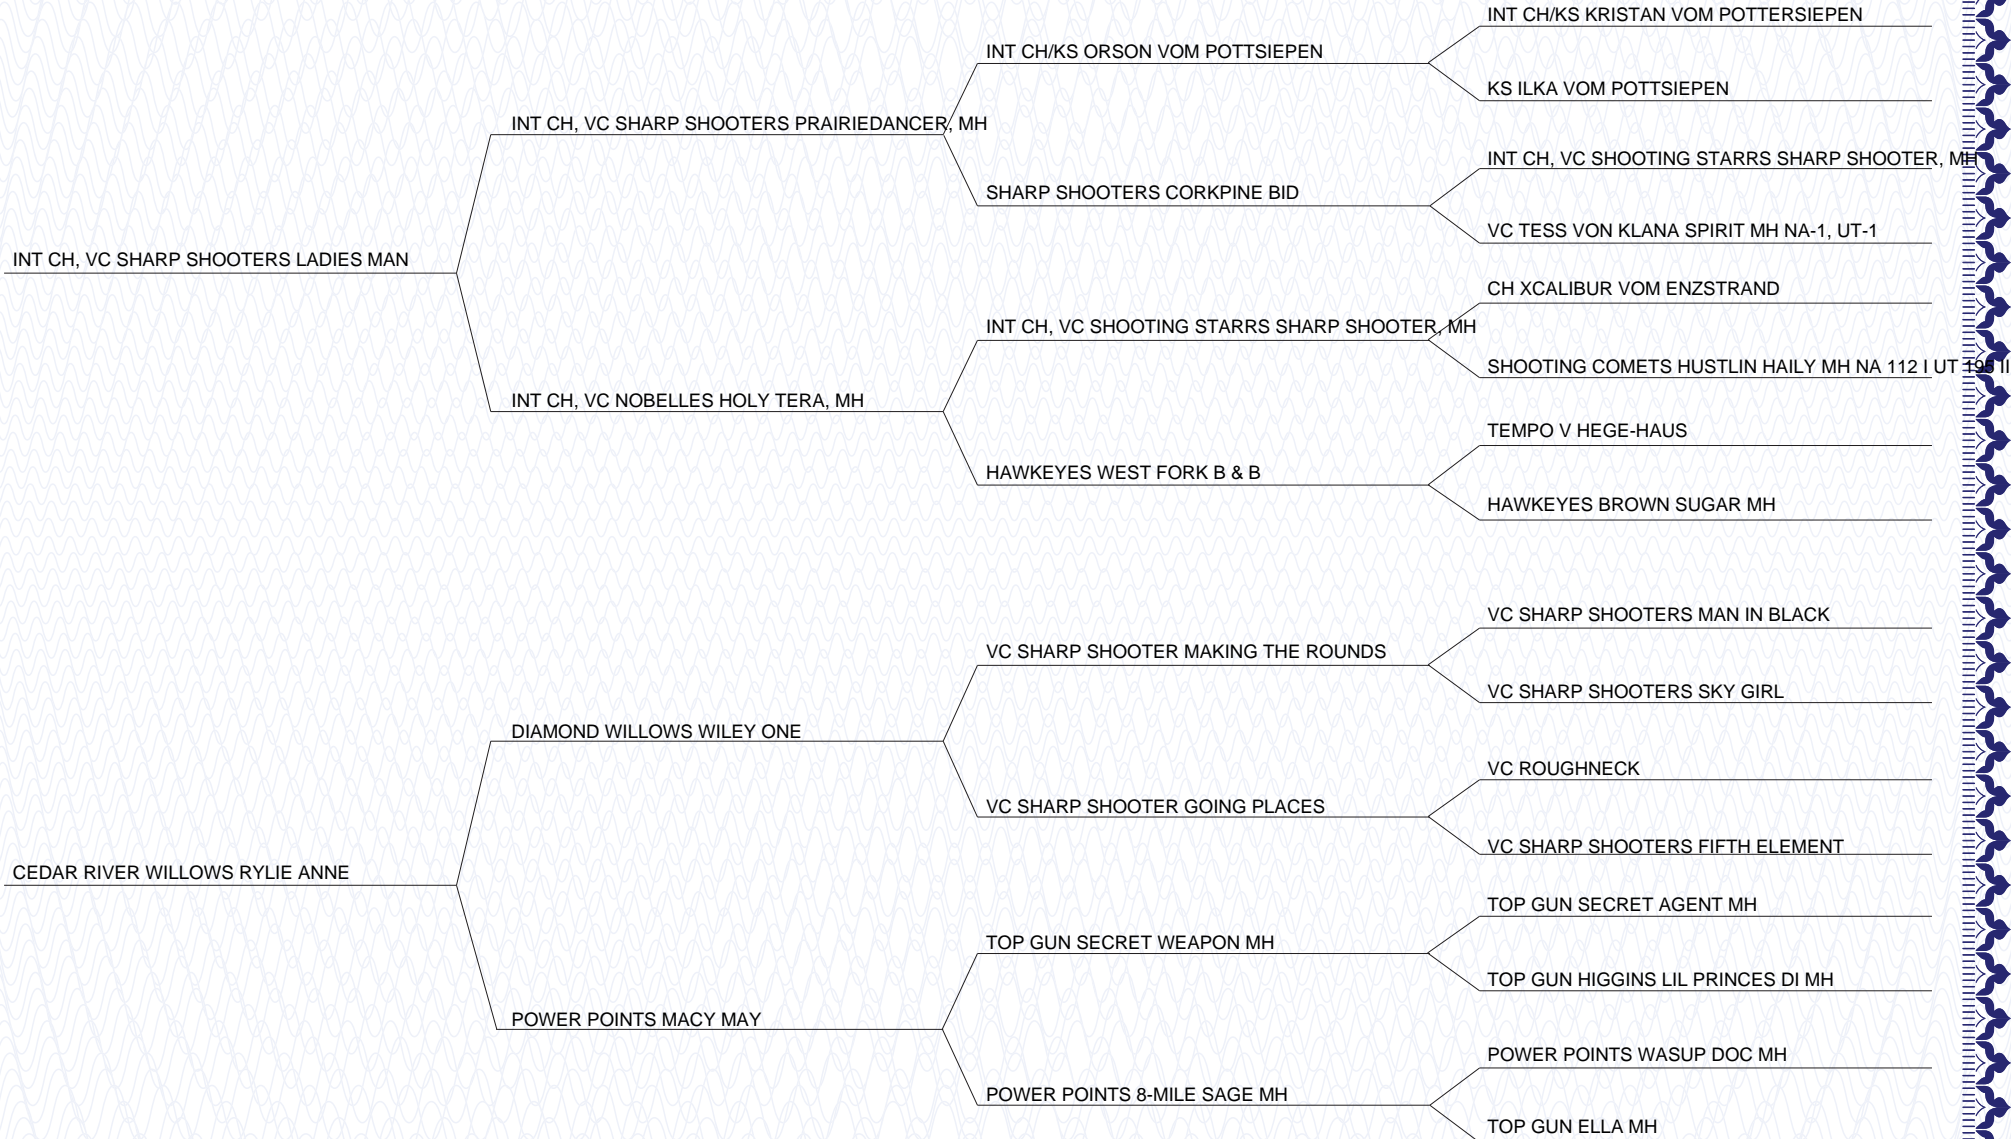 INT CH/KS KRISTAN VOM POTTERSIEPEN
INT CH/KS ORSON VOM POTTSIEPEN
KS ILKA VOM POTTSIEPEN
INT CH, VC SHARP SHOOTERS PRAIRIEDANCER, MH
INT CH, VC SHOOTING STARRS SHARP SHOOTER, MH
SHARP SHOOTERS CORKPINE BID
VC TESS VON KLANA SPIRIT MH NA-1, UT-1
INT CH, VC SHARP SHOOTERS LADIES MAN
CH XCALIBUR VOM ENZSTRAND
INT CH, VC SHOOTING STARRS SHARP SHOOTER, MH
SHOOTING COMETS HUSTLIN HAILY MH NA 112 I UT 195 II
INT CH, VC NOBELLES HOLY TERA, MH
TEMPO V HEGE-HAUS
HAWKEYES WEST FORK B & B
HAWKEYES BROWN SUGAR MH
VC SHARP SHOOTERS MAN IN BLACK
VC SHARP SHOOTER MAKING THE ROUNDS
VC SHARP SHOOTERS SKY GIRL
DIAMOND WILLOWS WILEY ONE
VC ROUGHNECK
VC SHARP SHOOTER GOING PLACES
VC SHARP SHOOTERS FIFTH ELEMENT
CEDAR RIVER WILLOWS RYLIE ANNE
TOP GUN SECRET AGENT MH
TOP GUN SECRET WEAPON MH
TOP GUN HIGGINS LIL PRINCES DI MH
POWER POINTS MACY MAY
POWER POINTS WASUP DOC MH
POWER POINTS 8-MILE SAGE MH
TOP GUN ELLA MH